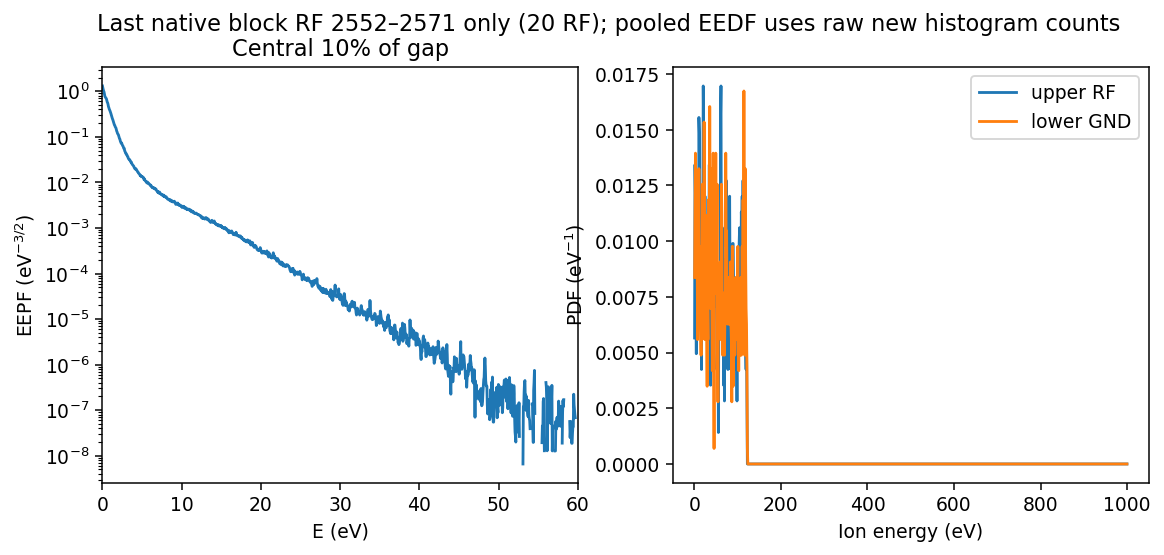 Last native block RF 2552–2571 only (20 RF); pooled EEDF uses raw new histogram counts
Central 10% of gap
EEPF (eV⁻³ᐟ²)
10⁰
10⁻¹
10⁻²
10⁻³
10⁻⁴
10⁻⁵
10⁻⁶
10⁻⁷
10⁻⁸
0 10 20 30 40 50 60
E (eV)
PDF (eV⁻¹)
0.0175
0.0150
0.0125
0.0100
0.0075
0.0050
0.0025
0.0000
upper RF
lower GND
0 200 400 600 800 1000
Ion energy (eV)